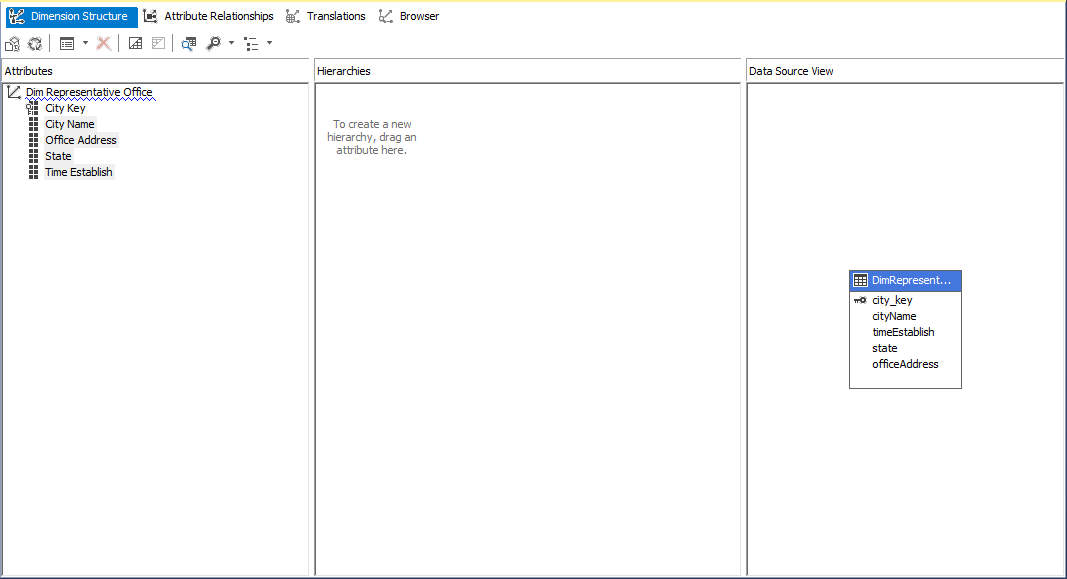 Dimension Structure Attribute Relationships Translations Browser
Attributes
Dim Representative Office
City Key
City Name
Office Address
State
Time Establish
Hierarchies
To create a new
hierarchy, drag an
attribute here.
Data Source View
DimRepresent...
city_key
cityName
timeEstablish
state
officeAddress